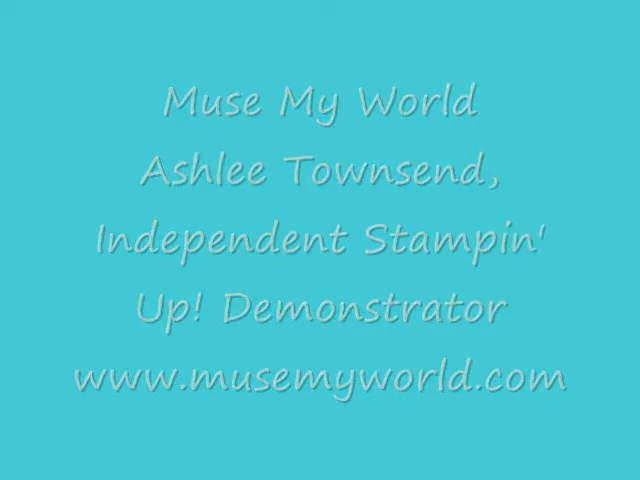 Muse My World
Ashlee Townsend,
Independent Stampin'
Up! Demonstrator
www.musemyworld.com